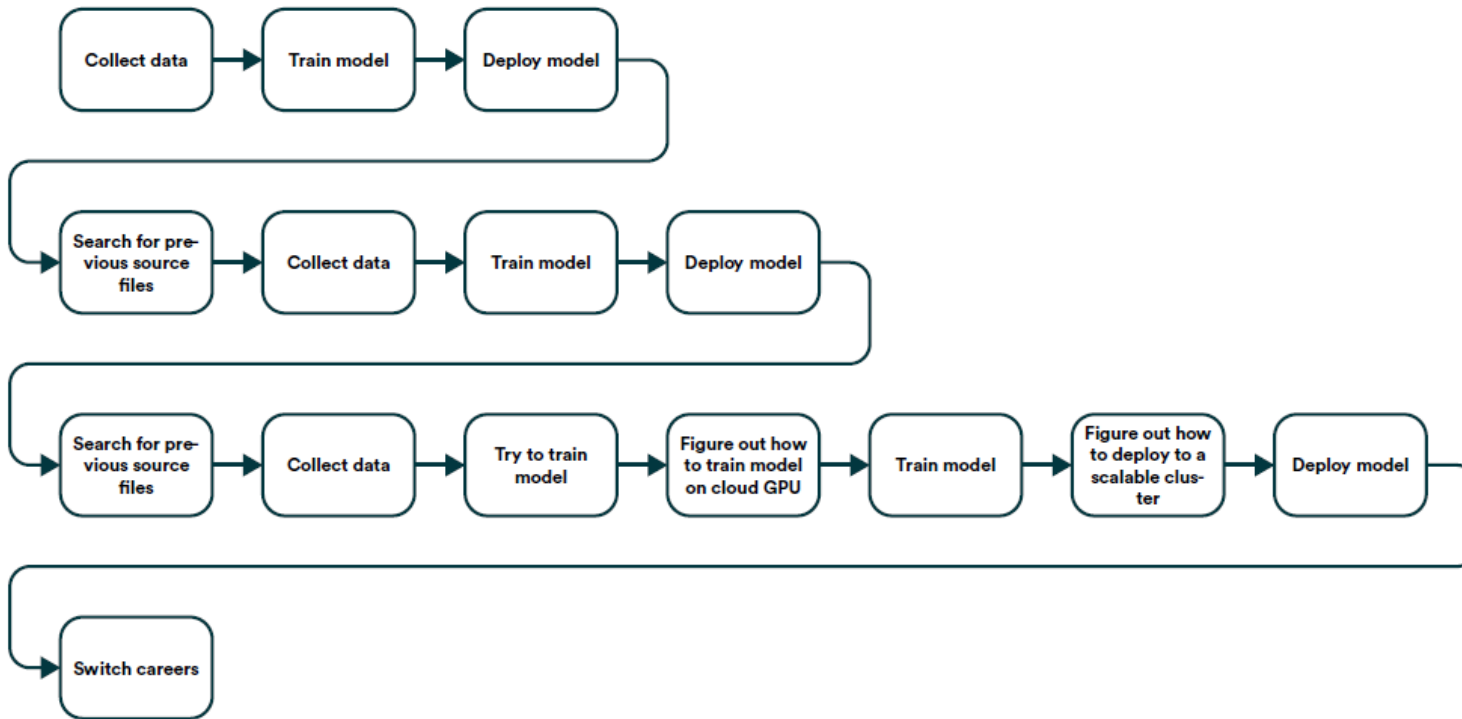 Collect data
Train model
Deploy model
Search for pre-
vious source
files
Collect data
Train model
Deploy model
Search for pre-
vious source
files
Collect data
Try to train
model
Figure out how
to train model
on cloud GPU
Train model
Figure out how
to deploy to a
scalable clus-
ter
Deploy model
Switch careers